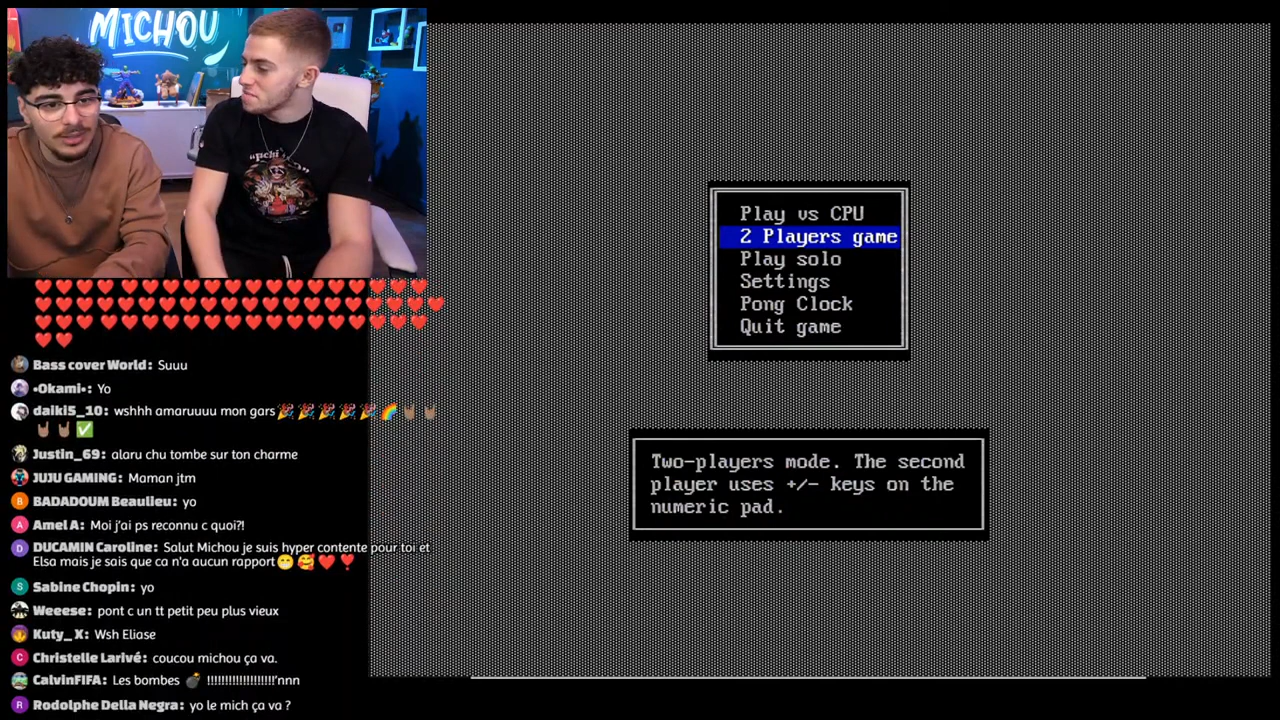 MICHOU
Bass cover World: Suuu
•Okami•: Yo
daiki5_10: wshhh amaruuuu mon gars🎉🎉🎉🎉🎉🌈🤘🏽🤘🏽
🤘🏽🤘🏽✅
Justin_69: alaru chu tombe sur ton charme
JUJU GAMING: Maman jtm
B BADADOUM Beaulieu: yo
A Amel A: Moi j'ai ps reconnu c quoi?!
D DUCAMIN Caroline: Salut Michou je suis hyper contente pour toi et
Elsa mais je sais que ca n'a aucun rapport😁🥰❤️❣️
S Sabine Chopin: yo
Weeese: pont c un tt petit peu plus vieux
Kuty_X: Wsh Eliase
C Christelle Larivé: coucou michou ça va.
CalvinFIFA: Les bombes 💣 !!!!!!!!!!!!!!!!!!!!'nnn
R Rodolphe Della Negra: yo le mich ça va ?
Play vs CPU
2 Players game
Play solo
Settings
Pong Clock
Quit game
Two-players mode. The second
player uses +/- keys on the
numeric pad.